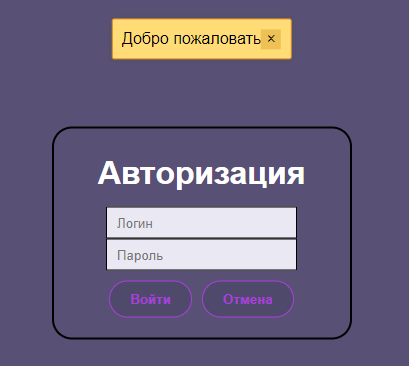 Добро пожаловать ×
Авторизация
Логин
Пароль
Войти Отмена